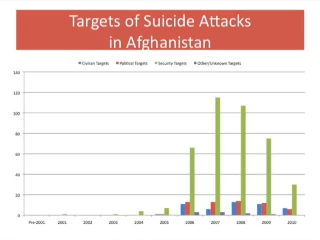 Targets of Suicide Attacks
in Afghanistan
Civilian Targets Political Targets Security Targets Other/Unknown Targets
140
120
100
80
60
40
20
0
Pre-2001 2001 2002 2003 2004 2005 2006 2007 2008 2009 2010